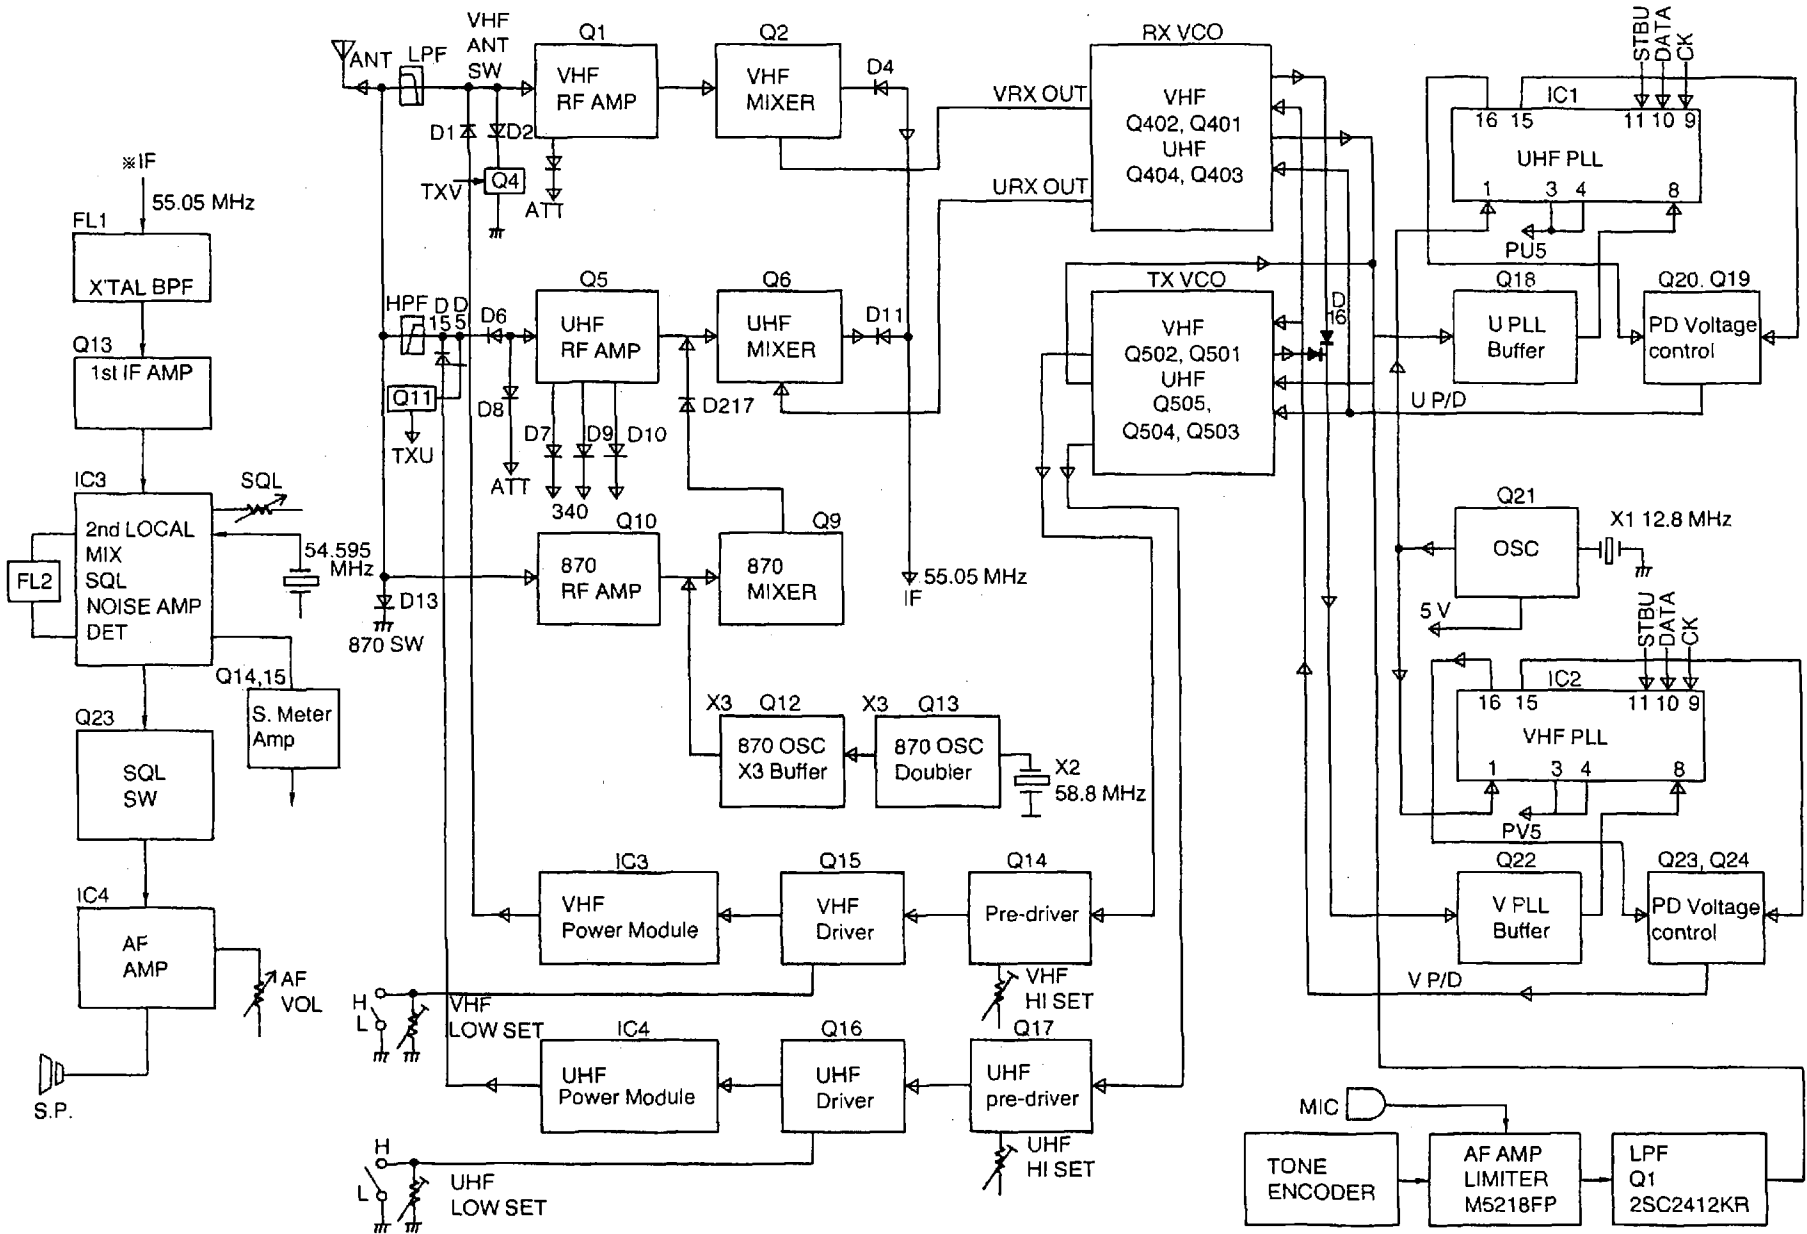 ※IF
55.05 MHz
FL1
X'TAL BPF
Q13
1st IF AMP
IC3
SQL
2nd LOCAL
MIX
SQL
NOISE AMP
DET
FL2
54.595
MHz
Q14,15
S. Meter
Amp
Q23
SQL
SW
IC4
AF
AMP
AF
VOL
S.P.
ANT
LPF
VHF
ANT
SW
D1
D2
TXV
Q4
Q1
VHF
RF AMP
ATT
Q2
VHF
MIXER
D4
HPF
D
15
D
5
D6
Q11
TXU
D8
ATT
Q5
UHF
RF AMP
D7
D9
D10
340
D217
Q6
UHF
MIXER
D11
D13
870 SW
Q10
870
RF AMP
Q9
870
MIXER
55.05 MHz
IF
X3
Q12
870 OSC
X3 Buffer
X3
Q13
870 OSC
Doubler
X2
58.8 MHz
IC3
VHF
Power Module
Q15
VHF
Driver
Q14
Pre-driver
VHF
HI SET
H
L
VHF
LOW SET
IC4
UHF
Power Module
Q16
UHF
Driver
Q17
UHF
pre-driver
UHF
HI SET
H
L
UHF
LOW SET
VRX OUT
URX OUT
RX VCO
VHF
Q402, Q401
UHF
Q404, Q403
TX VCO
VHF
Q502, Q501
UHF
Q505,
Q504, Q503
D
16
U P/D
STBU
DATA
CK
IC1
16
15
11
10
9
UHF PLL
1
3
4
8
PU5
Q18
U PLL
Buffer
Q20. Q19
PD Voltage
control
Q21
OSC
X1 12.8 MHz
5 V
STBU
DATA
CK
IC2
16
15
11
10
9
VHF PLL
1
3
4
8
PV5
Q22
V PLL
Buffer
Q23, Q24
PD Voltage
control
V P/D
MIC
TONE
ENCODER
AF AMP
LIMITER
M5218FP
LPF
Q1
2SC2412KR